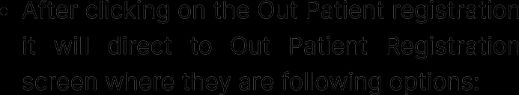 ◦ After clicking on the Out Patient registration
it will direct to Out Patient Registration
screen where they are following options: